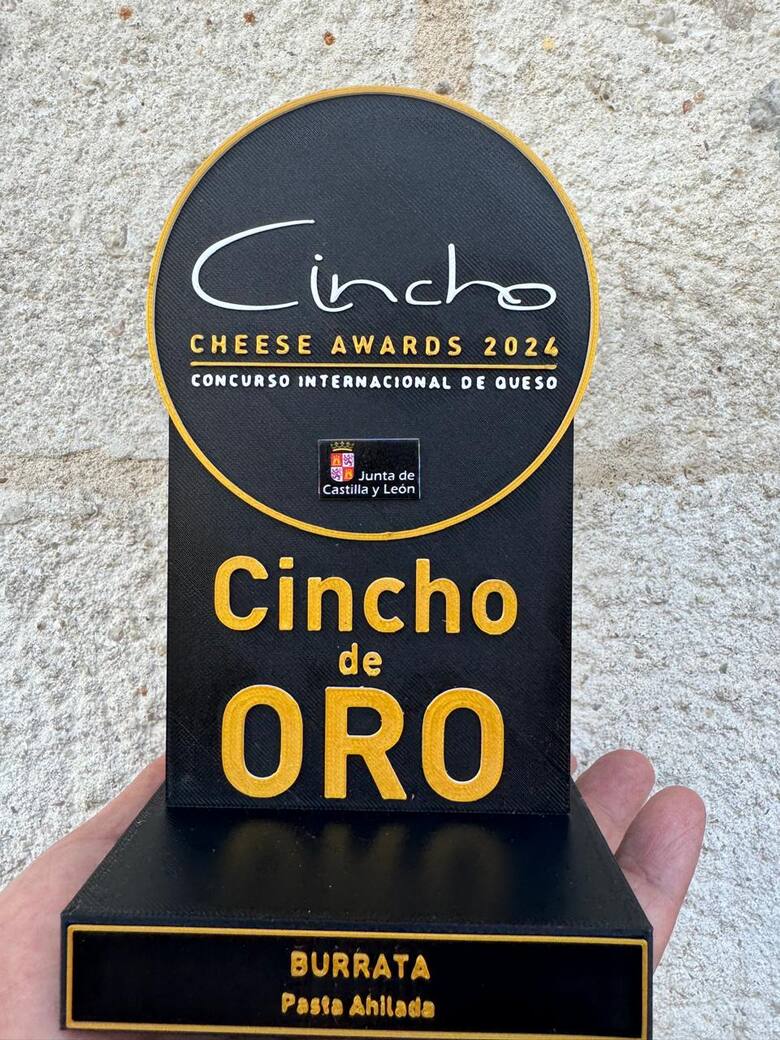 Cincho
CHEESE AWARDS 2024
CONCURSO INTERNACIONAL DE QUESO
Junta de
Castilla y León
Cincho
de
ORO
BURRATA
Pasta Ahilada